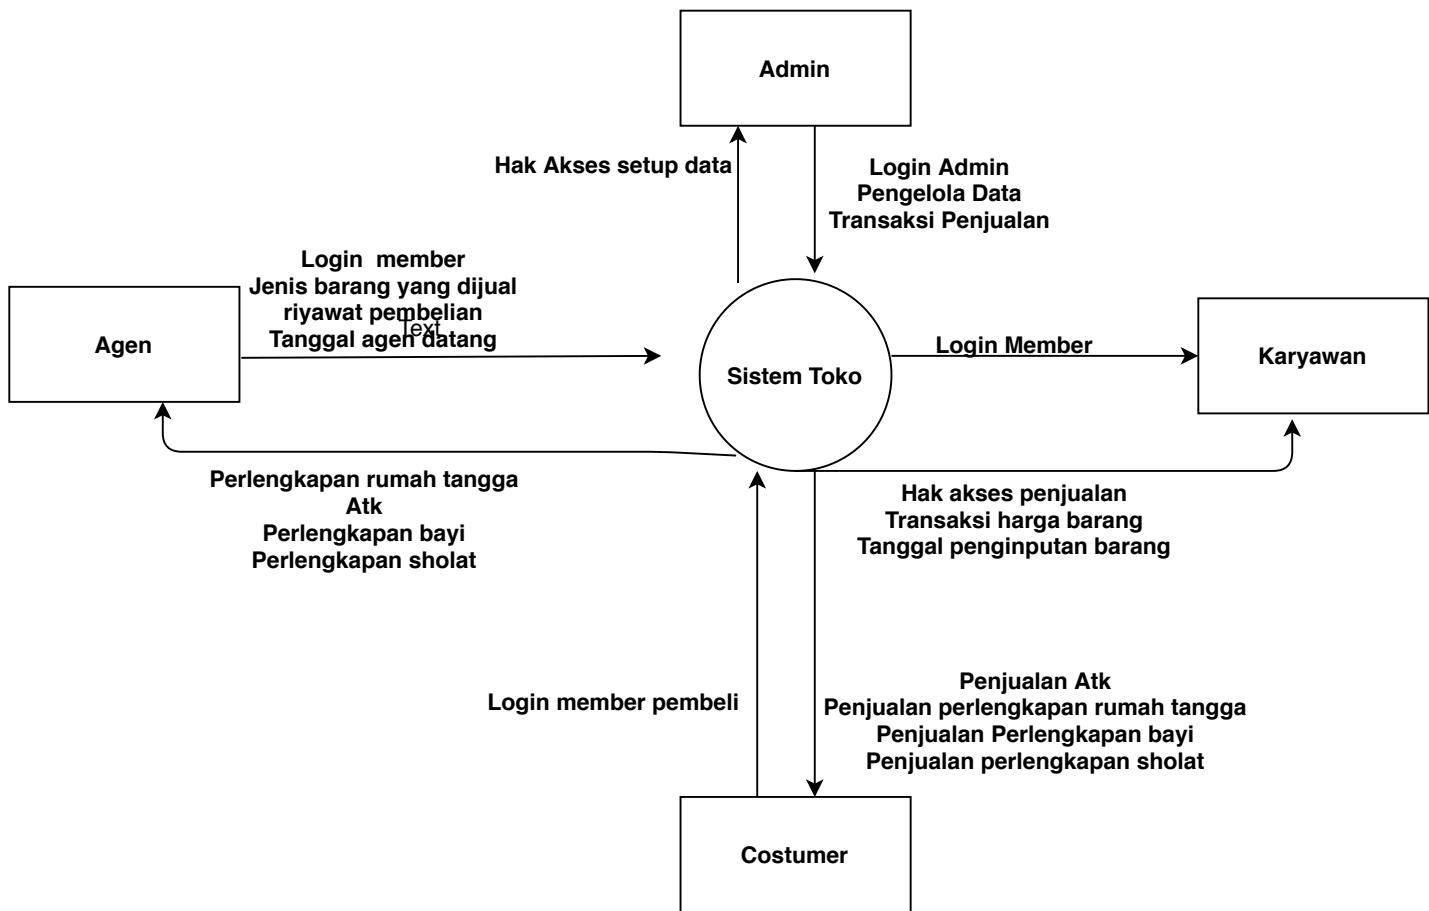 Admin
Hak Akses setup data
Login Admin
Pengelola Data
Transaksi Penjualan
Login member
Jenis barang yang dijual
riyawat pembelian
Text
Tanggal agen datang
Agen
Sistem Toko
Login Member
Karyawan
Perlengkapan rumah tangga
Atk
Perlengkapan bayi
Perlengkapan sholat
Hak akses penjualan
Transaksi harga barang
Tanggal penginputan barang
Login member pembeli
Penjualan Atk
Penjualan perlengkapan rumah tangga
Penjualan Perlengkapan bayi
Penjualan perlengkapan sholat
Costumer